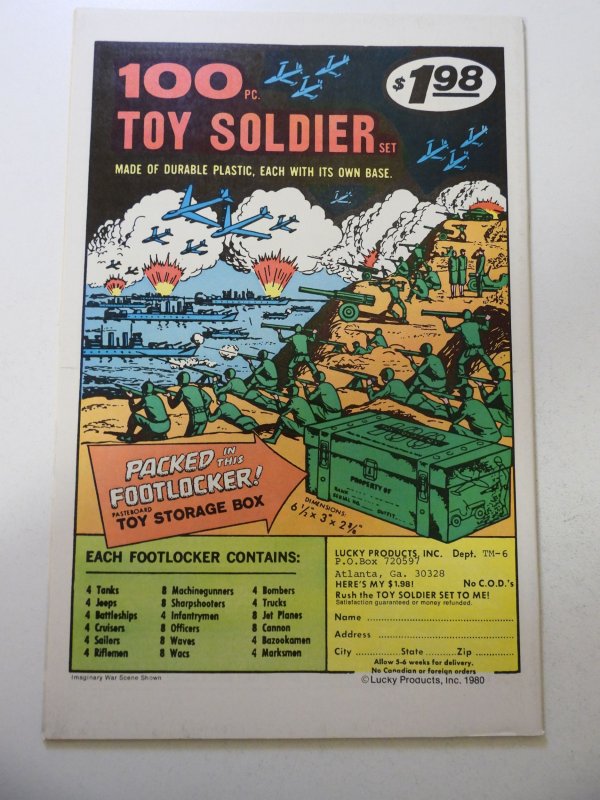 100 PC.
$1.98
TOY SOLDIER SET
MADE OF DURABLE PLASTIC, EACH WITH ITS OWN BASE.
PACKED IN THIS
FOOTLOCKER!
PASTEBOARD
TOY STORAGE BOX
PROPERTY OF
DIMENSIONS:
6 1/2" x 3" x 2 3/8"
EACH FOOTLOCKER CONTAINS:
4 Tanks
4 Jeeps
4 Battleships
4 Cruisers
4 Sailors
4 Riflemen
8 Machinegunners
8 Sharpshooters
4 Infantrymen
8 Officers
8 Waves
8 Wacs
4 Bombers
4 Trucks
8 Jet Planes
8 Cannon
4 Bazookamen
4 Marksmen
LUCKY PRODUCTS, INC. Dept. TM-6
P.O.Box 720597
Atlanta, Ga. 30328
HERE'S MY $1.98! No C.O.D.'s
Rush the TOY SOLDIER SET TO ME!
Satisfaction guaranteed or money refunded.
Name
Address
City State Zip
Allow 5-6 weeks for delivery.
No Canadian or foreign orders
Imaginary War Scene Shown
© Lucky Products, Inc. 1980